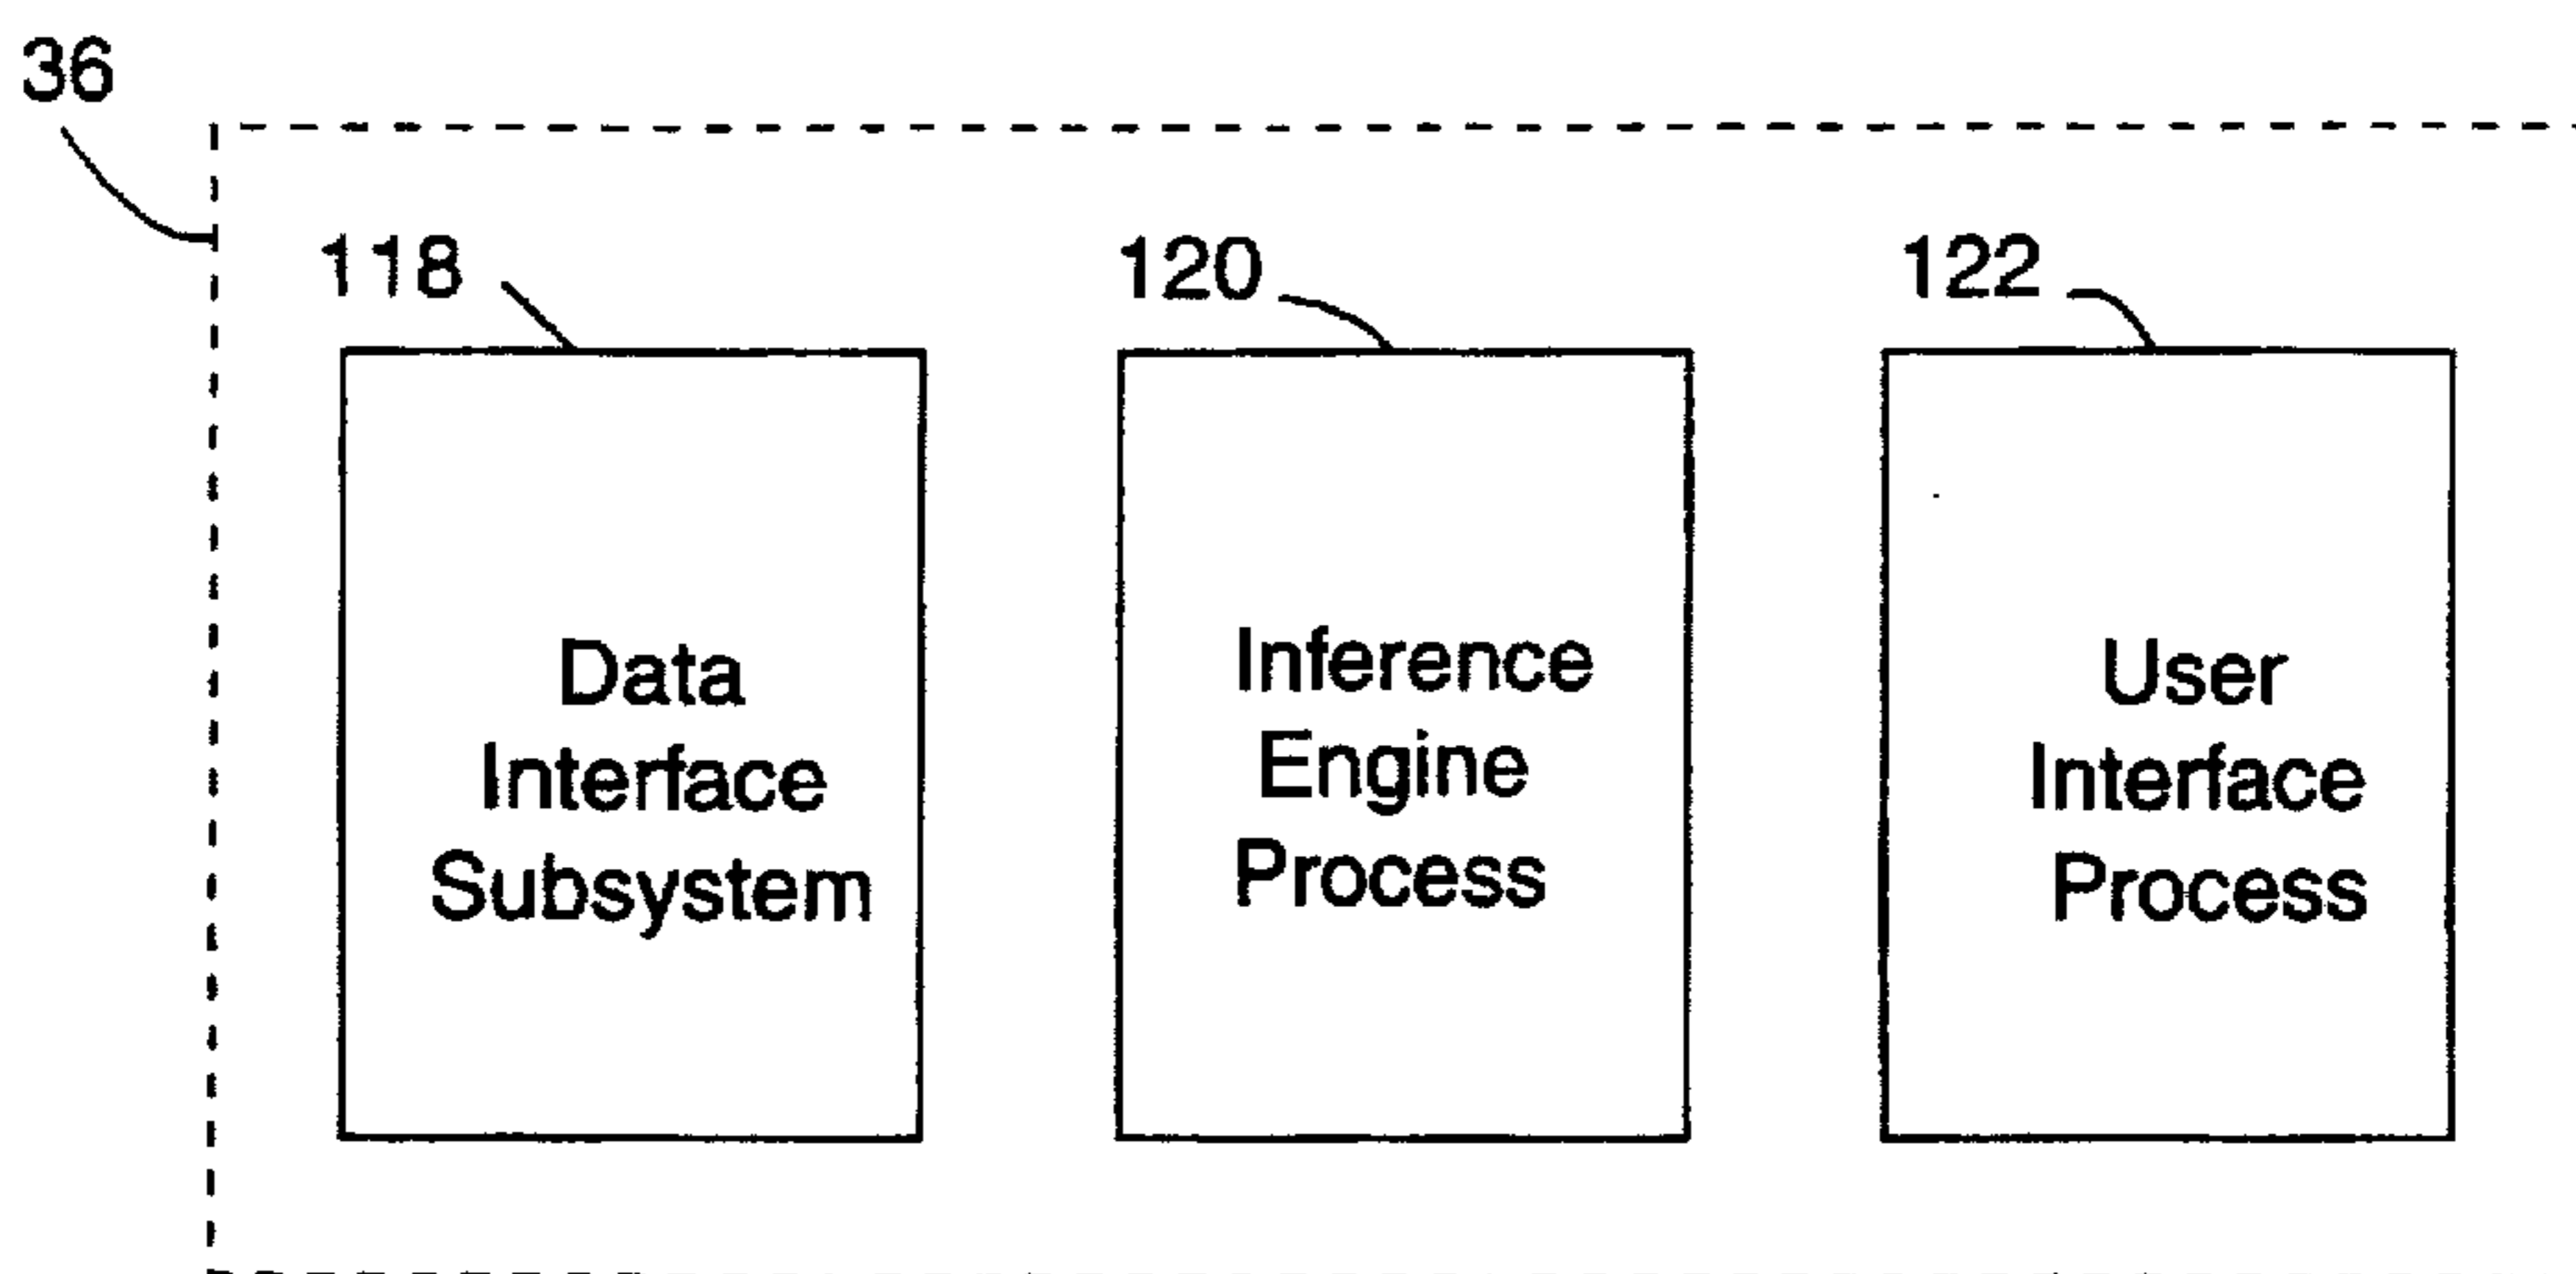 36
118
120
122
Data
Interface
Subsystem
Inference
Engine
Process
User
Interface
Process